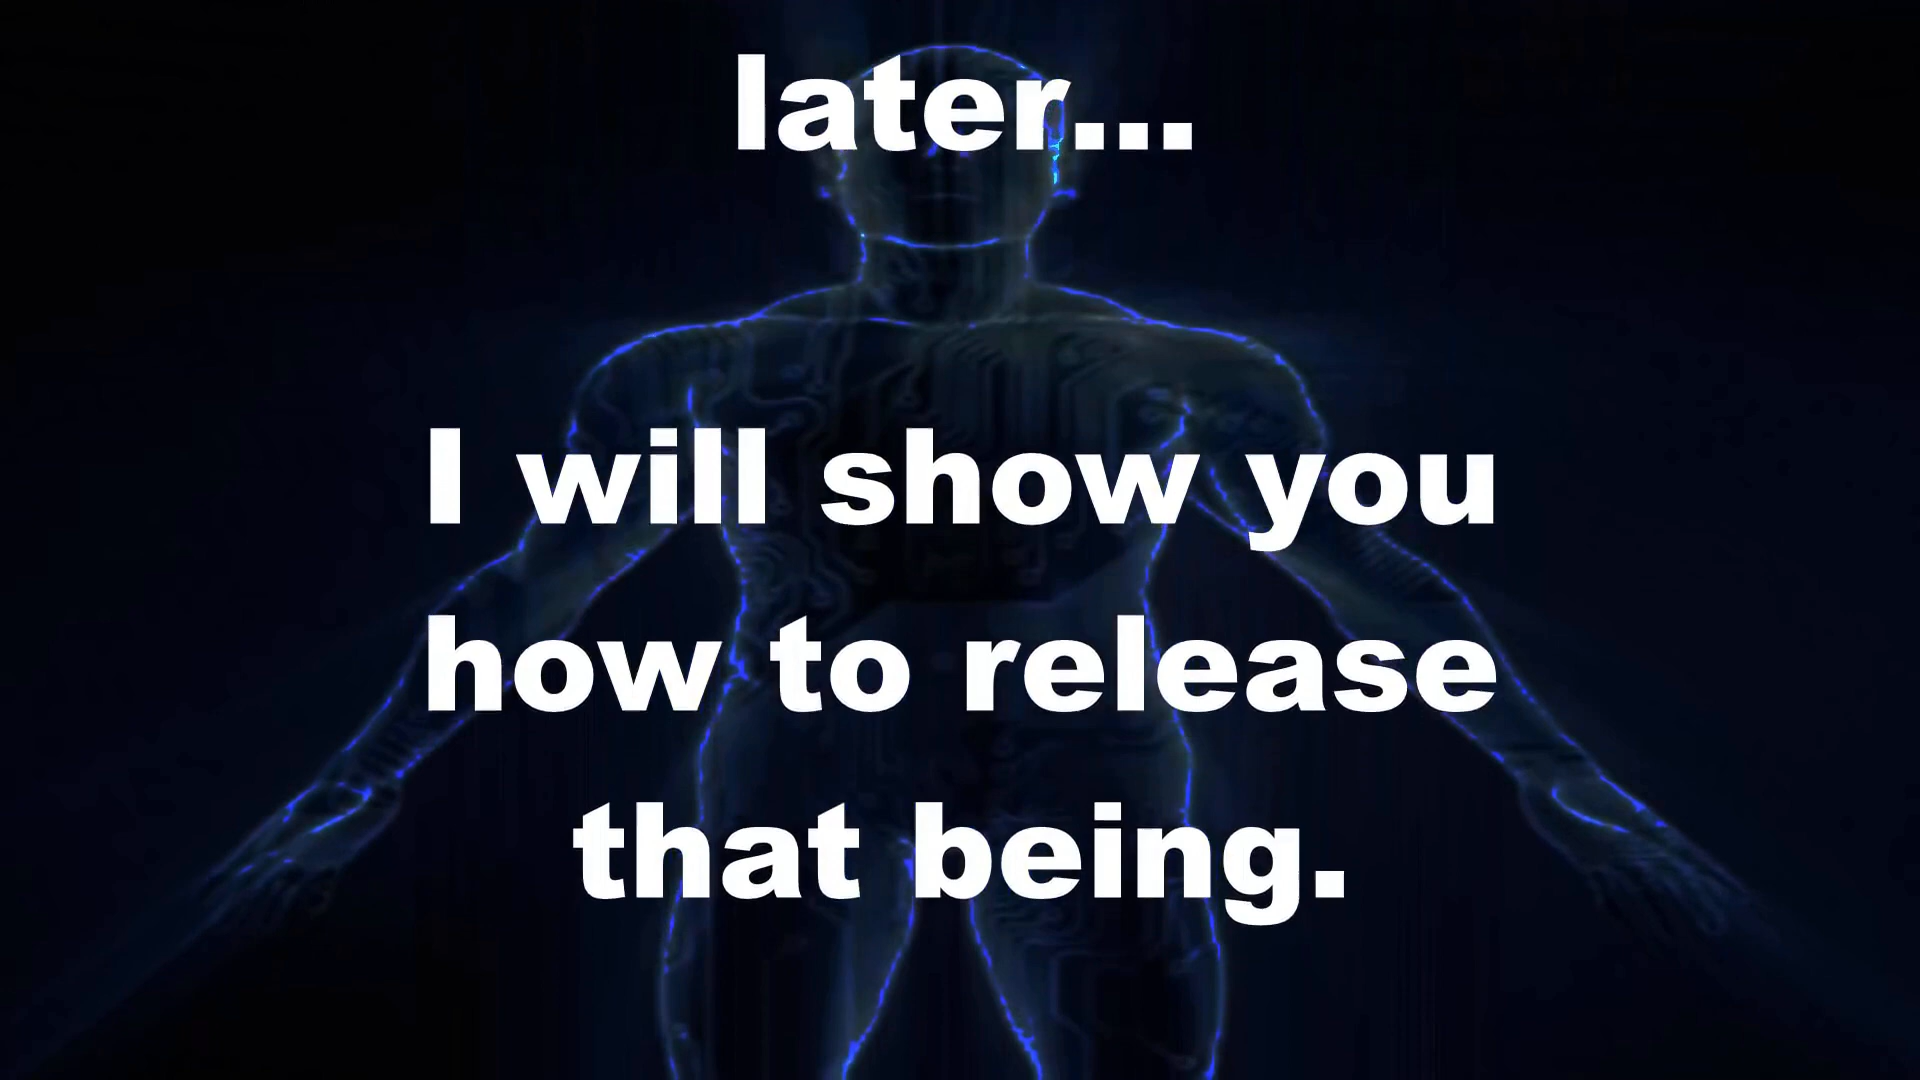 later...
I will show you
how to release
that being.